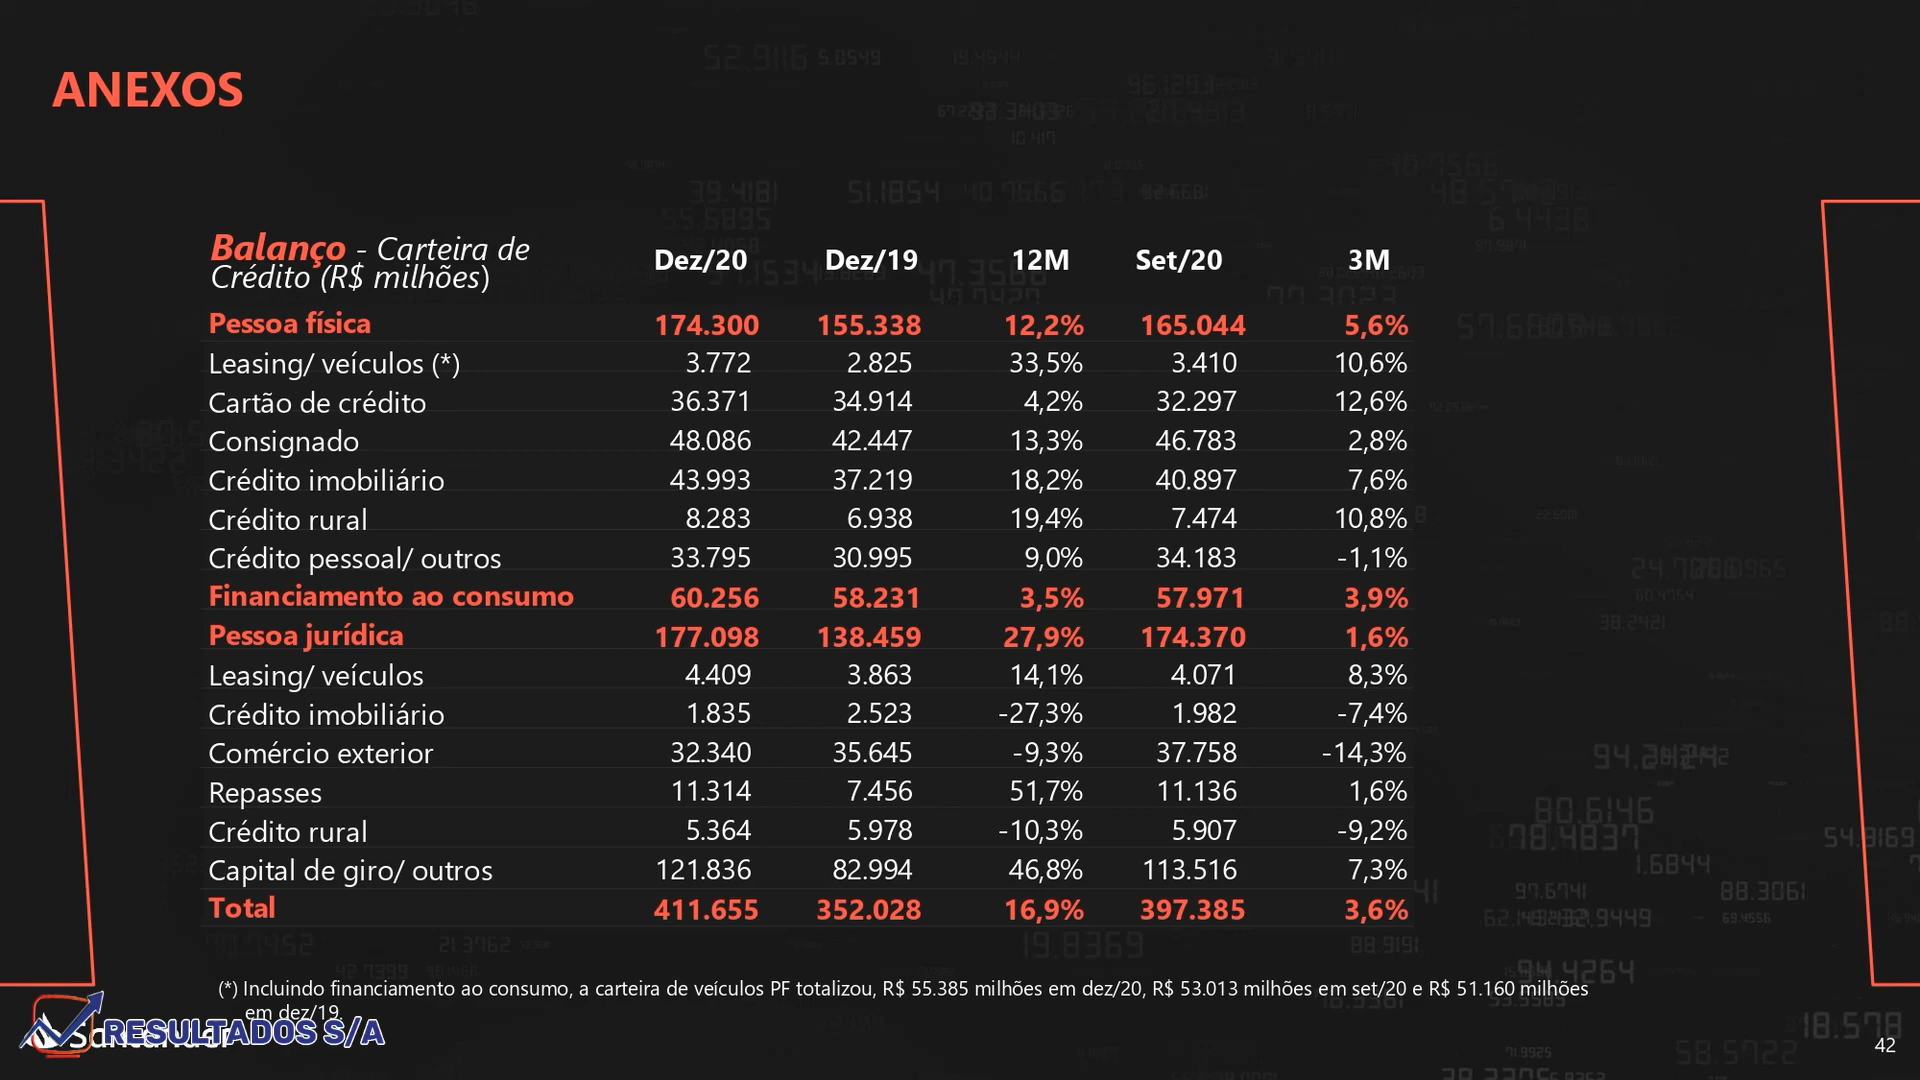 ANEXOS
Balanço - Carteira de Crédito (R$ milhões) Dez/20 Dez/19 12M Set/20 3M
Pessoa física 174.300 155.338 12,2% 165.044 5,6%
Leasing/ veículos (*) 3.772 2.825 33,5% 3.410 10,6%
Cartão de crédito 36.371 34.914 4,2% 32.297 12,6%
Consignado 48.086 42.447 13,3% 46.783 2,8%
Crédito imobiliário 43.993 37.219 18,2% 40.897 7,6%
Crédito rural 8.283 6.938 19,4% 7.474 10,8%
Crédito pessoal/ outros 33.795 30.995 9,0% 34.183 -1,1%
Financiamento ao consumo 60.256 58.231 3,5% 57.971 3,9%
Pessoa jurídica 177.098 138.459 27,9% 174.370 1,6%
Leasing/ veículos 4.409 3.863 14,1% 4.071 8,3%
Crédito imobiliário 1.835 2.523 -27,3% 1.982 -7,4%
Comércio exterior 32.340 35.645 -9,3% 37.758 -14,3%
Repasses 11.314 7.456 51,7% 11.136 1,6%
Crédito rural 5.364 5.978 -10,3% 5.907 -9,2%
Capital de giro/ outros 121.836 82.994 46,8% 113.516 7,3%
Total 411.655 352.028 16,9% 397.385 3,6%
(*) Incluindo financiamento ao consumo, a carteira de veículos PF totalizou, R$ 55.385 milhões em dez/20, R$ 53.013 milhões em set/20 e R$ 51.160 milhões
em dez/19.
RESULTADOS S/A
42